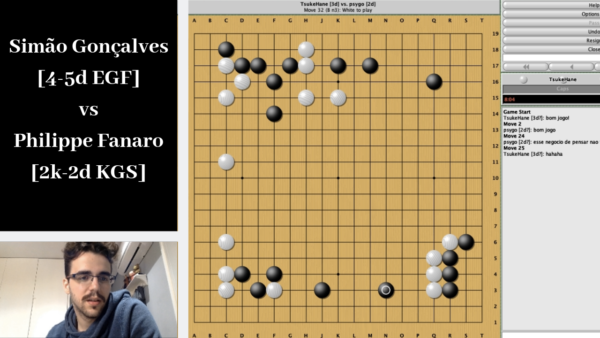 Simão Gonçalves
[4-5d EGF]
vs
Philippe Fanaro
[2k-2d KGS]
TsukeHane [3d] vs. psygo [2d]
Move 32 (B n3): White to play
A B C D E F G H J K L M N O P Q R S T
19
18
17
16
15
14
13
12
11
10
9
8
7
6
5
4
3
2
1
A B C D E F G H J K L M N O P Q R S T
Help
Options
Pause
Undo
Resign
Close
TsukeHane
Game Start
TsukeHane [3d?]: bom jogo!
Move 2
psygo [2d?]: bom jogo
Move 24
psygo [2d?]: esse negocio de pensar nao
Move 25
TsukeHane [3d?]: hahaha